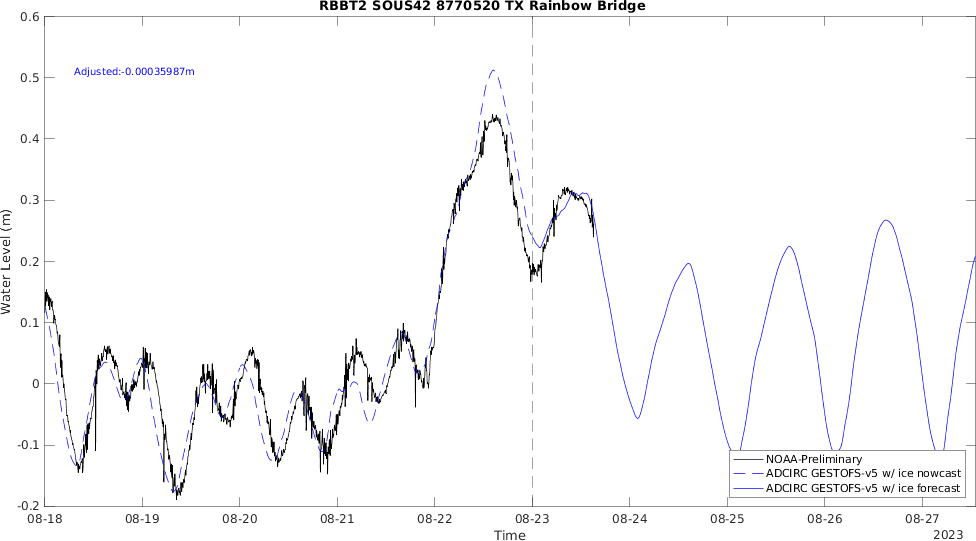 RBBT2 SOUS42 8770520 TX Rainbow Bridge
0.6
0.5
0.4
0.3
0.2
0.1
0
-0.1
-0.2
Water Level (m)
Adjusted:-0.00035987m
NOAA-Preliminary
ADCIRC GESTOFS-v5 w/ ice nowcast
ADCIRC GESTOFS-v5 w/ ice forecast
08-18 08-19 08-20 08-21 08-22 08-23 08-24 08-25 08-26 08-27
Time
2023